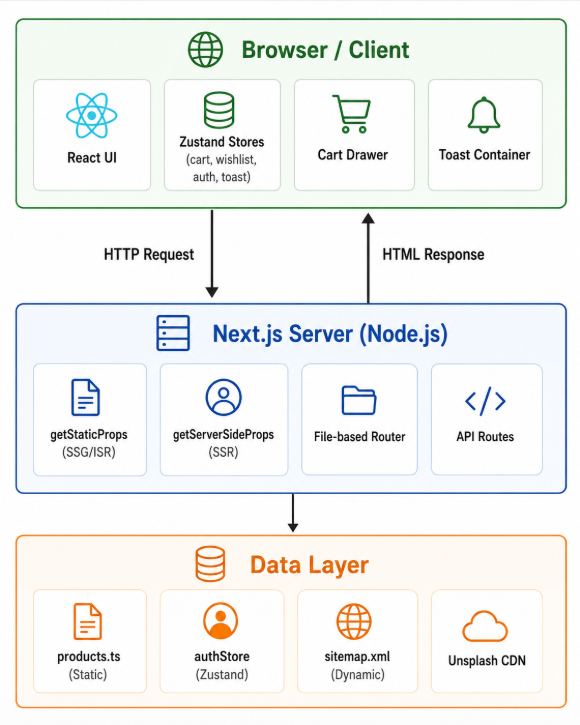 Browser / Client
React UI
Zustand Stores
(cart, wishlist,
auth, toast)
Cart Drawer
Toast Container
HTTP Request
HTML Response
Next.js Server (Node.js)
getStaticProps
(SSG/ISR)
getServerSideProps
(SSR)
File-based Router
</>
API Routes
Data Layer
products.ts
(Static)
authStore
(Zustand)
sitemap.xml
(Dynamic)
Unsplash CDN